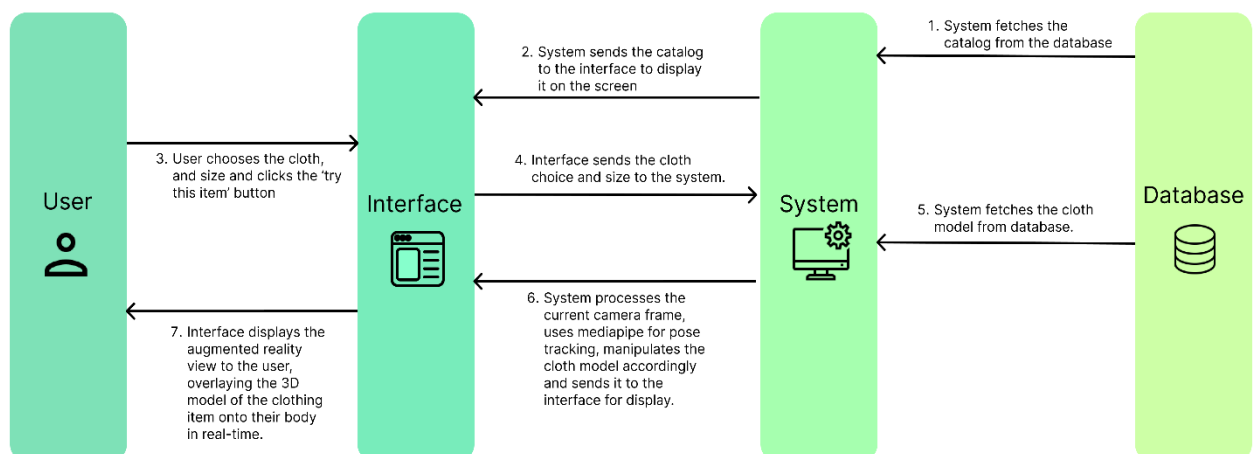 1. System fetches the
catalog from the database
2. System sends the catalog
to the interface to display
it on the screen
3. User chooses the cloth,
and size and clicks the 'try
this item' button
4. Interface sends the cloth
choice and size to the system.
User
Interface
System
Database
5. System fetches the cloth
model from database.
6. System processes the
current camera frame,
uses mediapipe for pose
tracking, manipulates the
cloth model accordingly
and sends it to the
interface for display.
7. Interface displays the
augmented reality
view to the user,
overlaying the 3D
model of the clothing
item onto their body
in real-time.